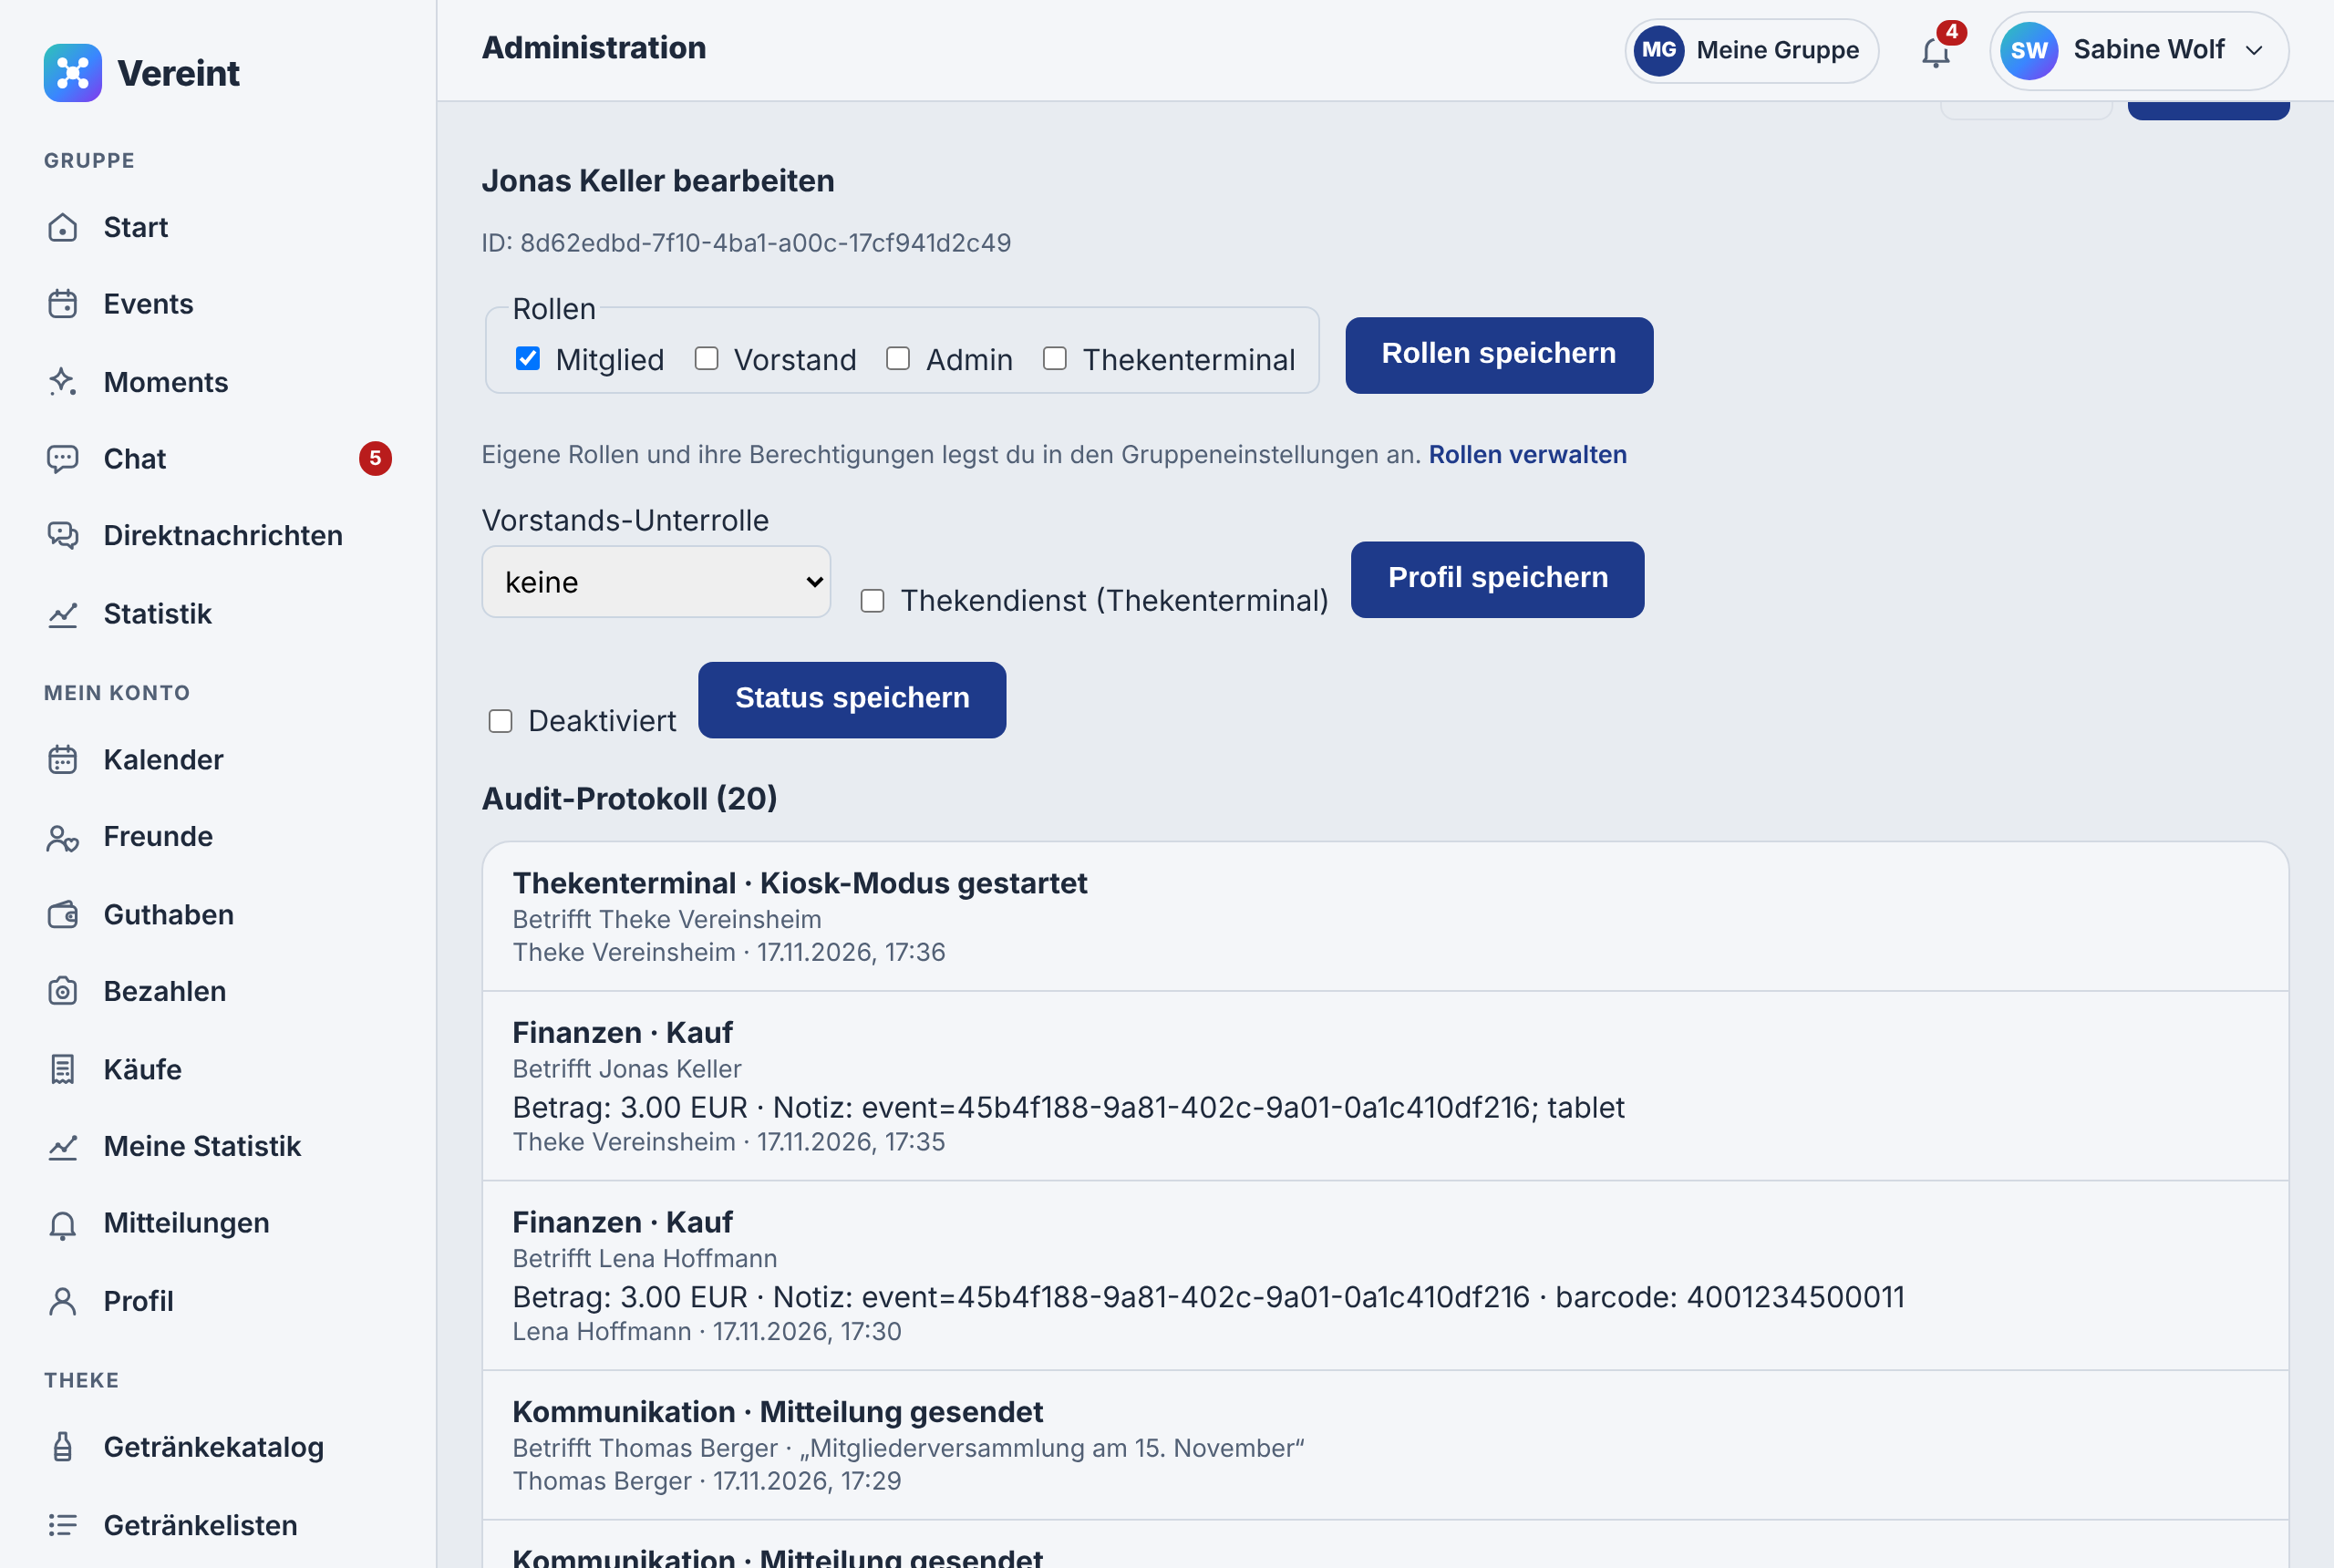 Vereint
GRUPPE
Start
Events
Moments
Chat
5
Direktnachrichten
Statistik
MEIN KONTO
Kalender
Freunde
Guthaben
Bezahlen
Käufe
Meine Statistik
Mitteilungen
Profil
THEKE
Getränkekatalog
Getränkelisten
Administration
MG Meine Gruppe
4
SW Sabine Wolf
Jonas Keller bearbeiten
ID: 8d62edbd-7f10-4ba1-a00c-17cf941d2c49
Rollen
Mitglied Vorstand Admin Thekenterminal
Rollen speichern
Eigene Rollen und ihre Berechtigungen legst du in den Gruppeneinstellungen an. Rollen verwalten
Vorstands-Unterrolle
keine
Thekendienst (Thekenterminal)
Profil speichern
Deaktiviert
Status speichern
Audit-Protokoll (20)
Thekenterminal · Kiosk-Modus gestartet
Betrifft Theke Vereinsheim
Theke Vereinsheim · 17.11.2026, 17:36
Finanzen · Kauf
Betrifft Jonas Keller
Betrag: 3.00 EUR · Notiz: event=45b4f188-9a81-402c-9a01-0a1c410df216; tablet
Theke Vereinsheim · 17.11.2026, 17:35
Finanzen · Kauf
Betrifft Lena Hoffmann
Betrag: 3.00 EUR · Notiz: event=45b4f188-9a81-402c-9a01-0a1c410df216 · barcode: 4001234500011
Lena Hoffmann · 17.11.2026, 17:30
Kommunikation · Mitteilung gesendet
Betrifft Thomas Berger · „Mitgliederversammlung am 15. November“
Thomas Berger · 17.11.2026, 17:29
Kommunikation · Mitteilung gesendet